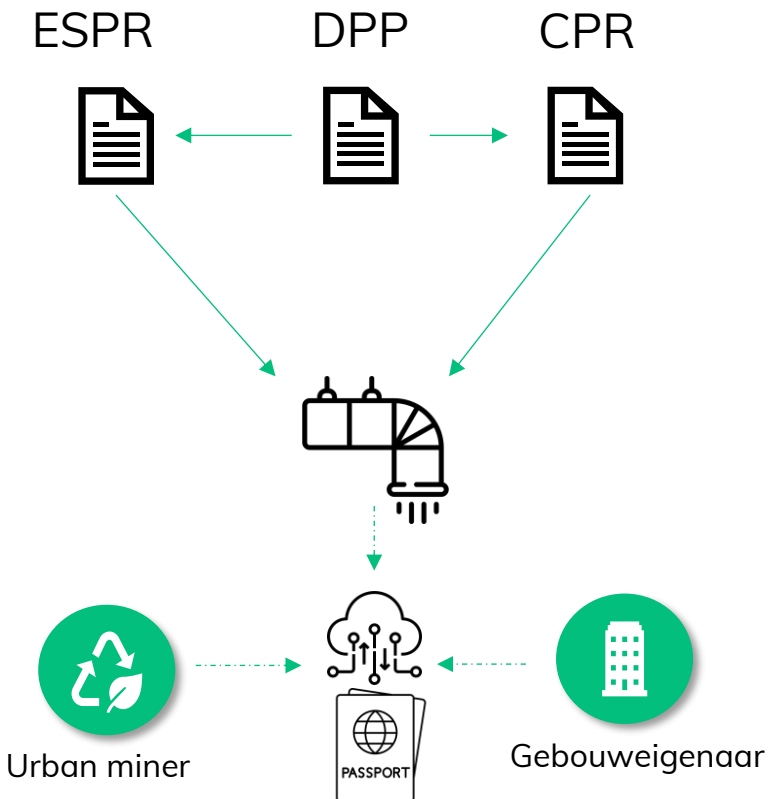 ESPR
DPP
CPR
PASSPORT
Urban miner
Gebouweigenaar